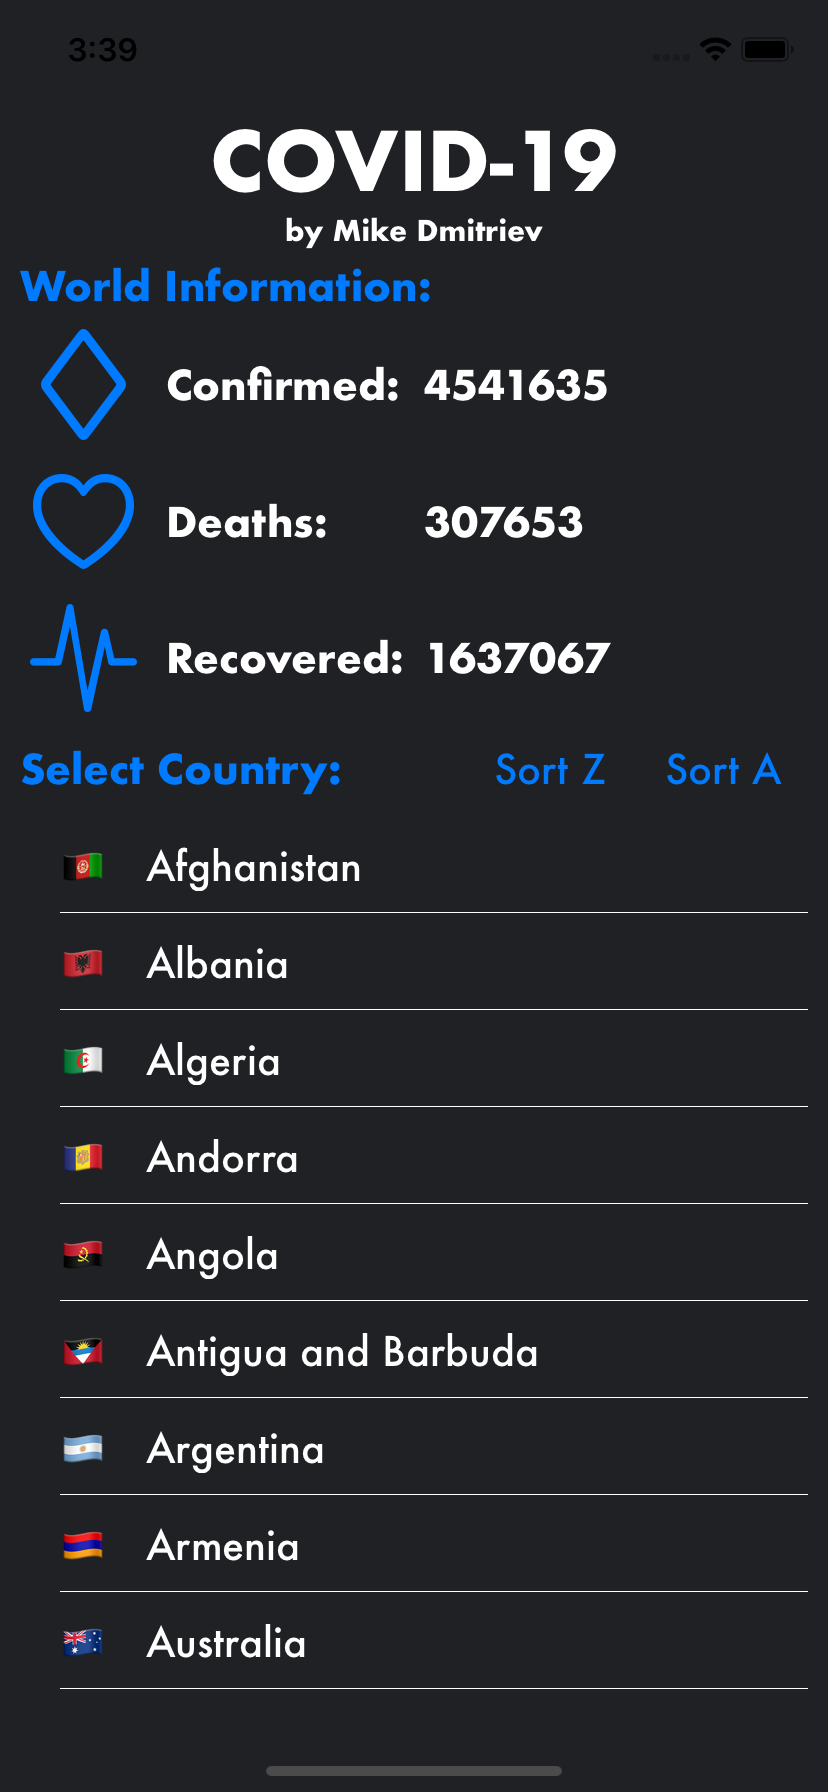 3:39
COVID-19
by Mike Dmitriev
World Information:
Confirmed: 4541635
Deaths: 307653
Recovered: 1637067
Select Country: Sort Z Sort A
Afghanistan
Albania
Algeria
Andorra
Angola
Antigua and Barbuda
Argentina
Armenia
Australia